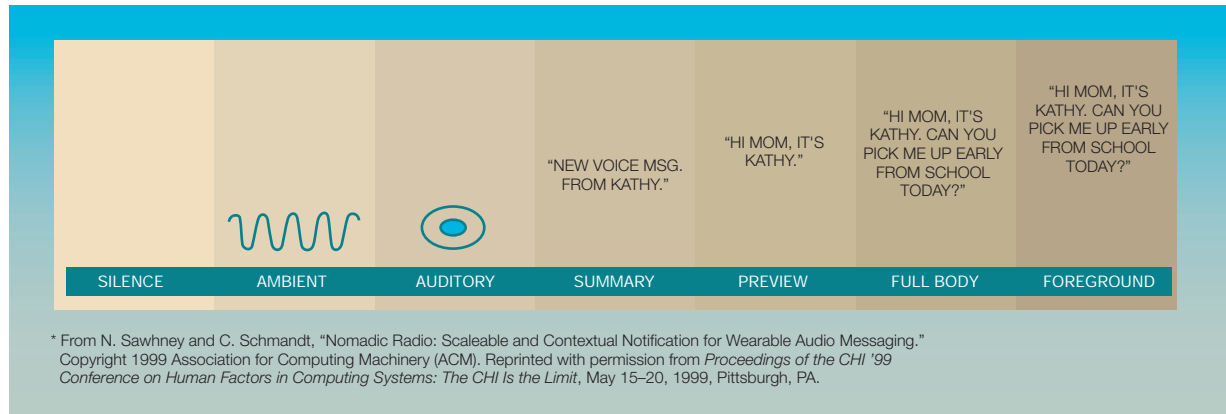 “NEW VOICE MSG.
FROM KATHY.”
“HI MOM, IT'S
KATHY.”
“HI MOM, IT'S
KATHY. CAN YOU
PICK ME UP EARLY
FROM SCHOOL
TODAY?”
“HI MOM, IT'S
KATHY. CAN YOU
PICK ME UP EARLY
FROM SCHOOL
TODAY?”
SILENCE
AMBIENT
AUDITORY
SUMMARY
PREVIEW
FULL BODY
FOREGROUND
* From N. Sawhney and C. Schmandt, “Nomadic Radio: Scaleable and Contextual Notification for Wearable Audio Messaging.”
Copyright 1999 Association for Computing Machinery (ACM). Reprinted with permission from Proceedings of the CHI ’99
Conference on Human Factors in Computing Systems: The CHI Is the Limit, May 15–20, 1999, Pittsburgh, PA.